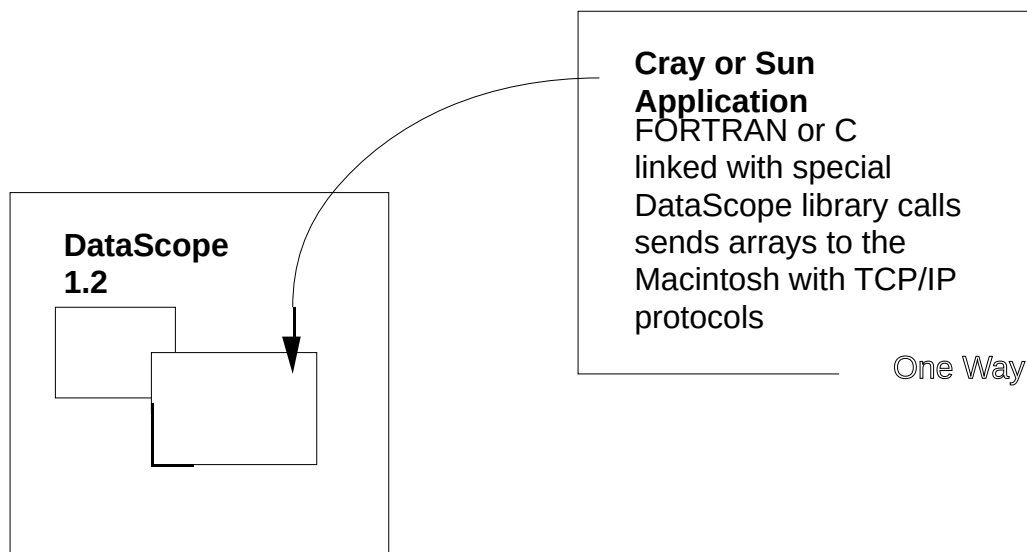 Cray or Sun
Application
FORTRAN or C
linked with special
DataScope library calls
sends arrays to the
Macintosh with TCP/IP
protocols
One Way
DataScope
1.2